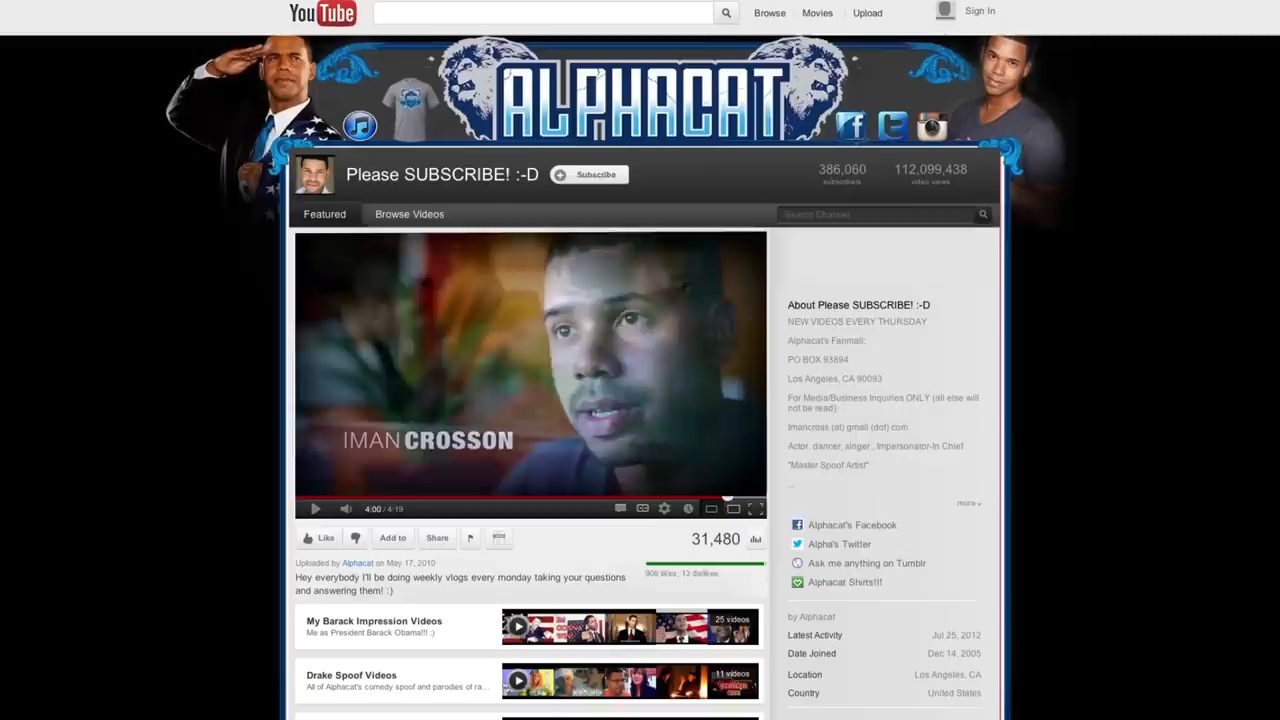 YouTube
Browse
Movies
Upload
Sign In
ALPHACAT
Please SUBSCRIBE! :-D
Subscribe
386,060
subscribers
112,099,438
video views
Featured
Browse Videos
Search Channel
IMAN CROSSON
4:00 / 4:19
Like
Add to
Share
31,480
Uploaded by Alphacat on May 17, 2010
Hey everybody I'll be doing weekly vlogs every monday taking your questions
and answering them! :)
My Barack Impression Videos
Me as President Barack Obama!!! :)
25 videos
Drake Spoof Videos
All of Alphacat's comedy spoof and parodies of ra...
11 videos
About Please SUBSCRIBE! :-D
NEW VIDEOS EVERY THURSDAY
Alphacat's Fanmail:
PO BOX 93894
Los Angeles, CA 90093
For Media/Business Inquiries ONLY (all else will
not be read):
Imancross (at) gmail (dot) com
Actor, dancer, singer...Impersonator-In Chief
"Master Spoof Artist"
...
more
Alphacat's Facebook
Alpha's Twitter
Ask me anything on Tumblr
Alphacat Shirts!!!
by Alphacat
Latest Activity
Jul 25, 2012
Date Joined
Dec 14, 2005
Location
Los Angeles, CA
Country
United States